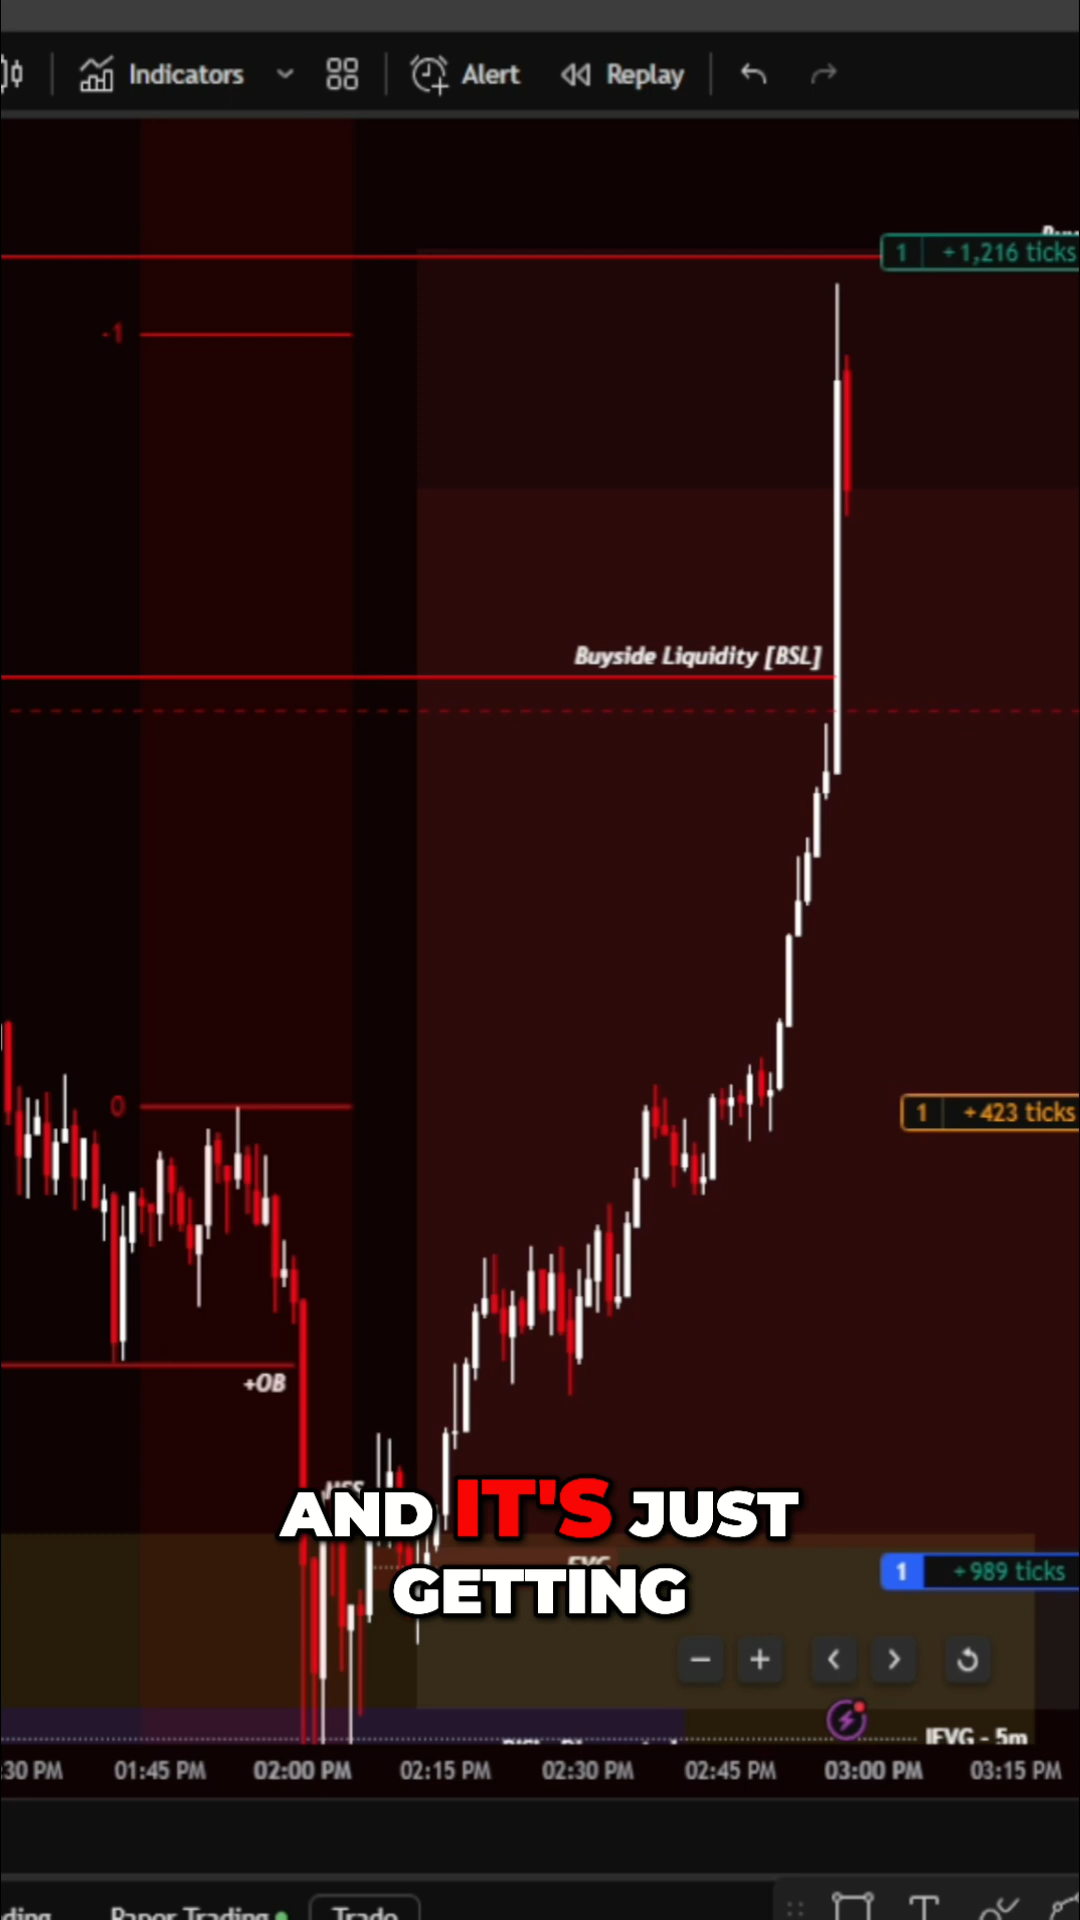 Indicators Alert Replay
1 +1,216 ticks
-1
Buyside Liquidity [BSL]
0
1 +423 ticks
+OB
AND IT'S JUST
GETTING
1 +989 ticks
IFVG - 5m
:30 PM 01:45 PM 02:00 PM 02:15 PM 02:30 PM 02:45 PM 03:00 PM 03:15 PM
Paper Trading Trade